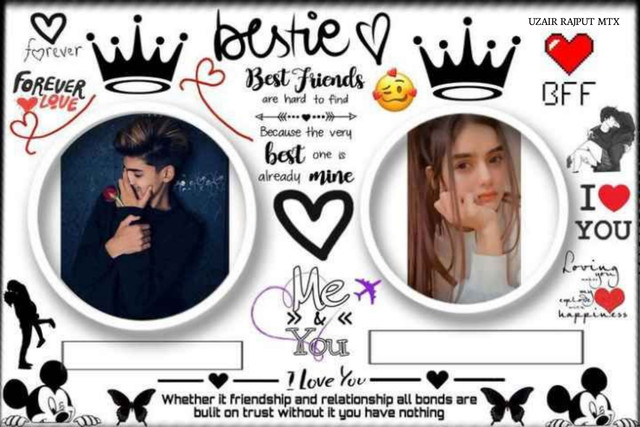 UZAIR RAJPUT MTX
forever
bestie
FOREVER
LOVE
Best Friends
are hard to find
Because the very
best one is
already mine
BFF
I
YOU
Loving
you
happiness
Me
» & «
You
I Love You
Whether it friendship and relationship all bonds are
bulit on trust without it you have nothing